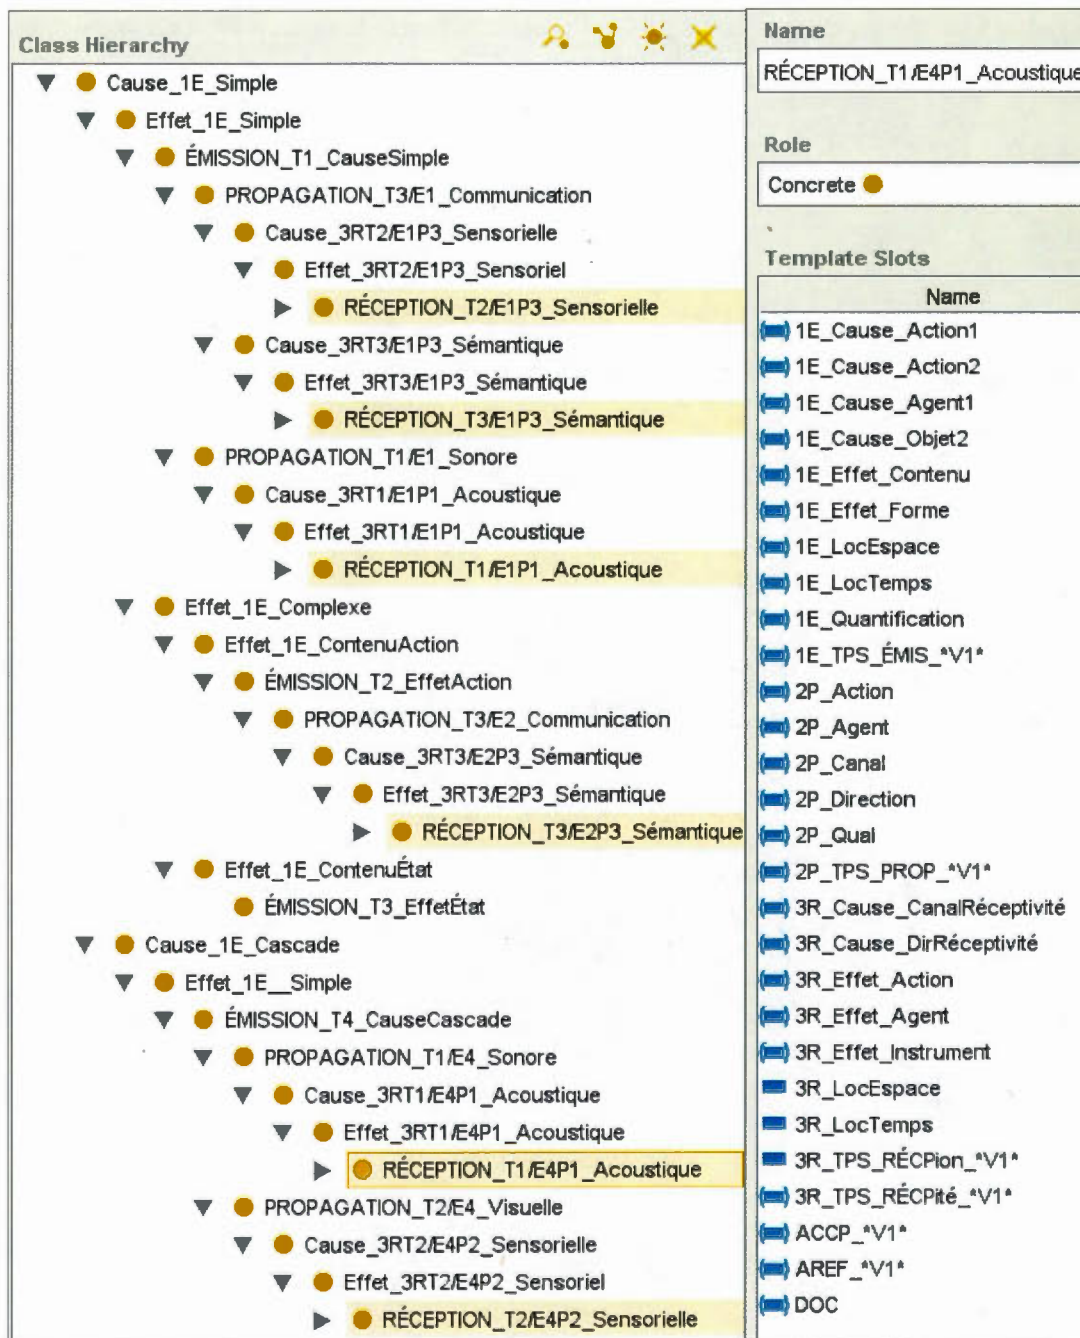 Class Hierarchy
Cause_1E_Simple
Effet_1E_Simple
ÉMISSION_T1_CauseSimple
PROPAGATION_T3/E1_Communication
Cause_3RT2/E1P3_Sensorielle
Effet_3RT2/E1P3_Sensoriel
RÉCEPTION_T2/E1P3_Sensorielle
Cause_3RT3/E1P3_Sémantique
Effet_3RT3/E1P3_Sémantique
RÉCEPTION_T3/E1P3_Sémantique
PROPAGATION_T1/E1_Sonore
Cause_3RT1/E1P1_Acoustique
Effet_3RT1/E1P1_Acoustique
RÉCEPTION_T1/E1P1_Acoustique
Effet_1E_Complexe
Effet_1E_ContenuAction
ÉMISSION_T2_EffetAction
PROPAGATION_T3/E2_Communication
Cause_3RT3/E2P3_Sémantique
Effet_3RT3/E2P3_Sémantique
RÉCEPTION_T3/E2P3_Sémantique
Effet_1E_ContenuÉtat
ÉMISSION_T3_EffetÉtat
Cause_1E_Cascade
Effet_1E__Simple
ÉMISSION_T4_CauseCascade
PROPAGATION_T1/E4_Sonore
Cause_3RT1/E4P1_Acoustique
Effet_3RT1/E4P1_Acoustique
RÉCEPTION_T1/E4P1_Acoustique
PROPAGATION_T2/E4_Visuelle
Cause_3RT2/E4P2_Sensorielle
Effet_3RT2/E4P2_Sensoriel
RÉCEPTION_T2/E4P2_Sensorielle
Name
RÉCEPTION_T1/E4P1_Acoustique
Role
Concrete
Template Slots
Name
1E_Cause_Action1
1E_Cause_Action2
1E_Cause_Agent1
1E_Cause_Objet2
1E_Effet_Contenu
1E_Effet_Forme
1E_LocEspace
1E_LocTemps
1E_Quantification
1E_TPS_ÉMIS_*V1*
2P_Action
2P_Agent
2P_Canal
2P_Direction
2P_Qual
2P_TPS_PROP_*V1*
3R_Cause_CanalRéceptivité
3R_Cause_DirRéceptivité
3R_Effet_Action
3R_Effet_Agent
3R_Effet_Instrument
3R_LocEspace
3R_LocTemps
3R_TPS_RÉCPion_*V1*
3R_TPS_RÉCPité_*V1*
ACCP_*V1*
AREF_*V1*
DOC